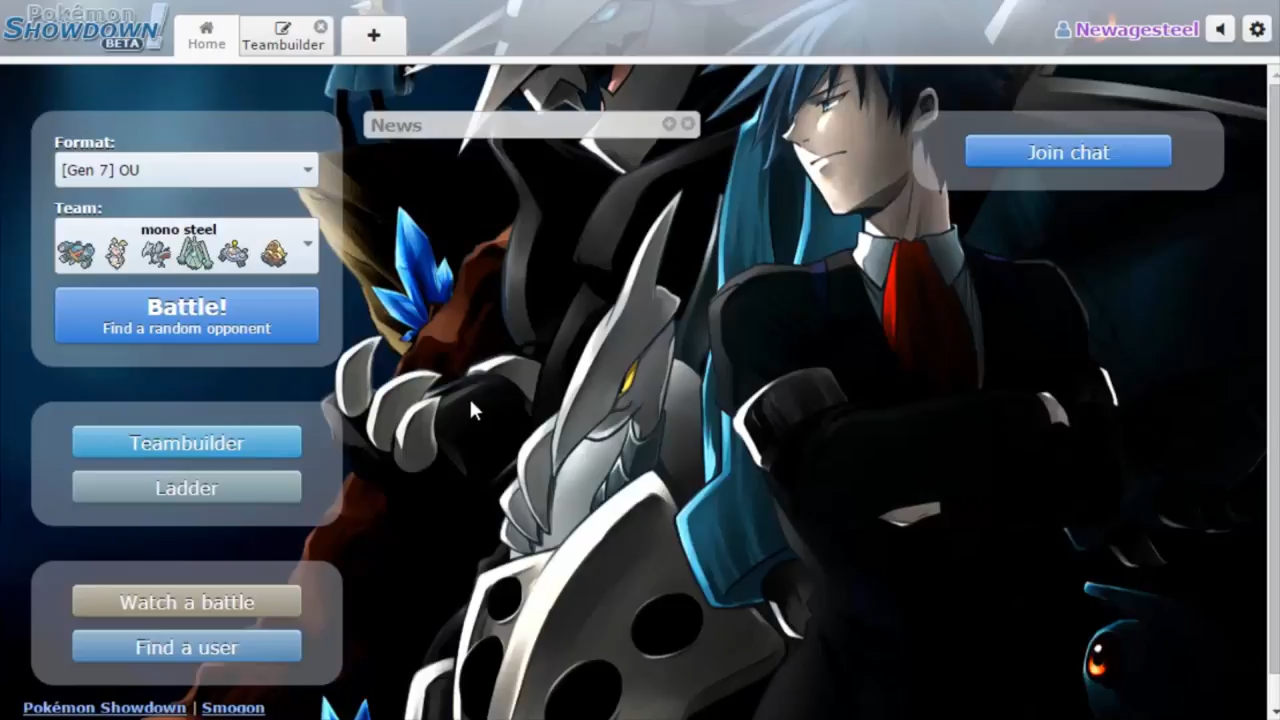 Pokémon
SHOWDOWN!
BETA
Home
Teambuilder
+
Newagesteel
Format:
[Gen 7] OU
Team:
mono steel
Battle!
Find a random opponent
News
Join chat
Teambuilder
Ladder
Watch a battle
Find a user
Pokémon Showdown | Smogon